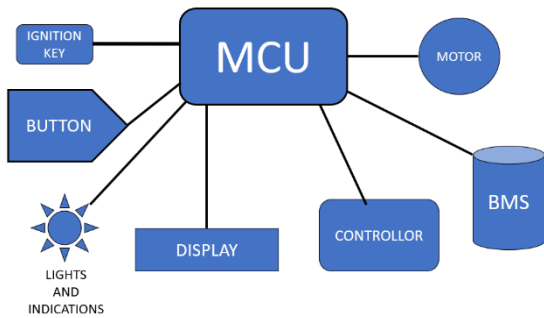 IGNITION
KEY
MCU
MOTOR
BUTTON
BMS
LIGHTS
AND
INDICATIONS
DISPLAY
CONTROLLOR